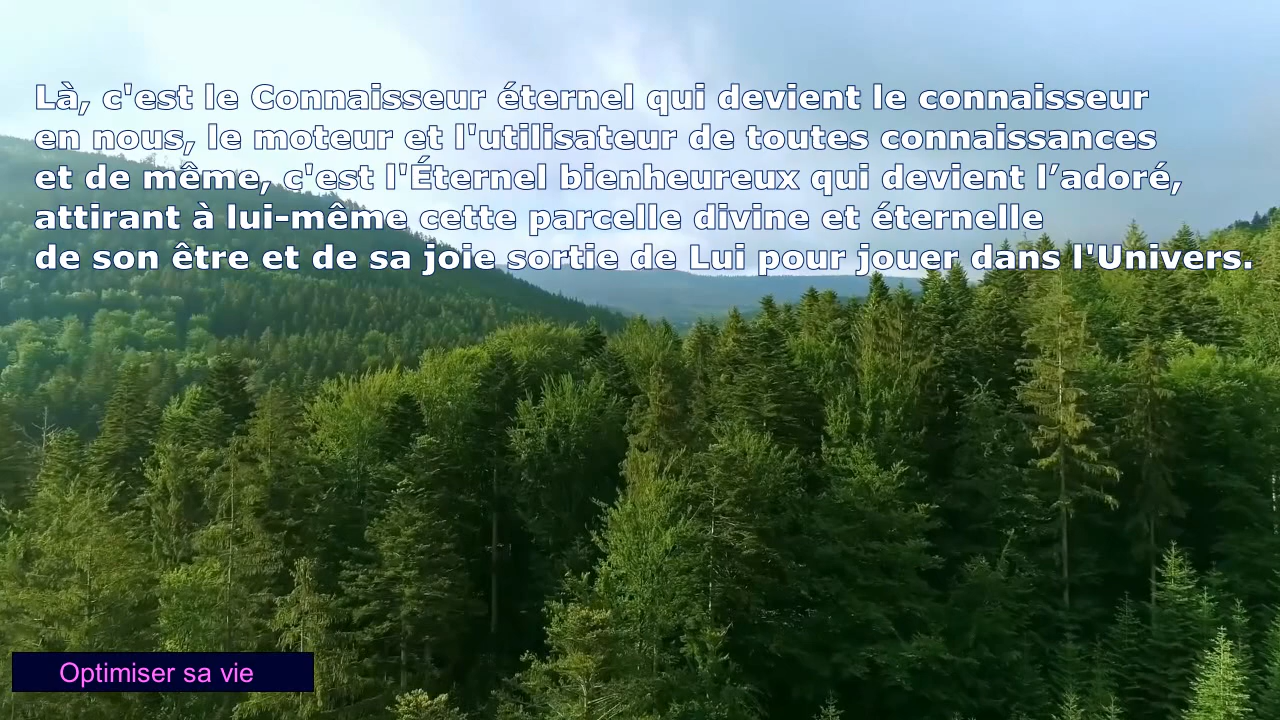 Là, c'est le Connaisseur éternel qui devient le connaisseur
en nous, le moteur et l'utilisateur de toutes connaissances
et de même, c'est l'Éternel bienheureux qui devient l’adoré,
attirant à lui-même cette parcelle divine et éternelle
de son être et de sa joie sortie de Lui pour jouer dans l'Univers.
Optimiser sa vie